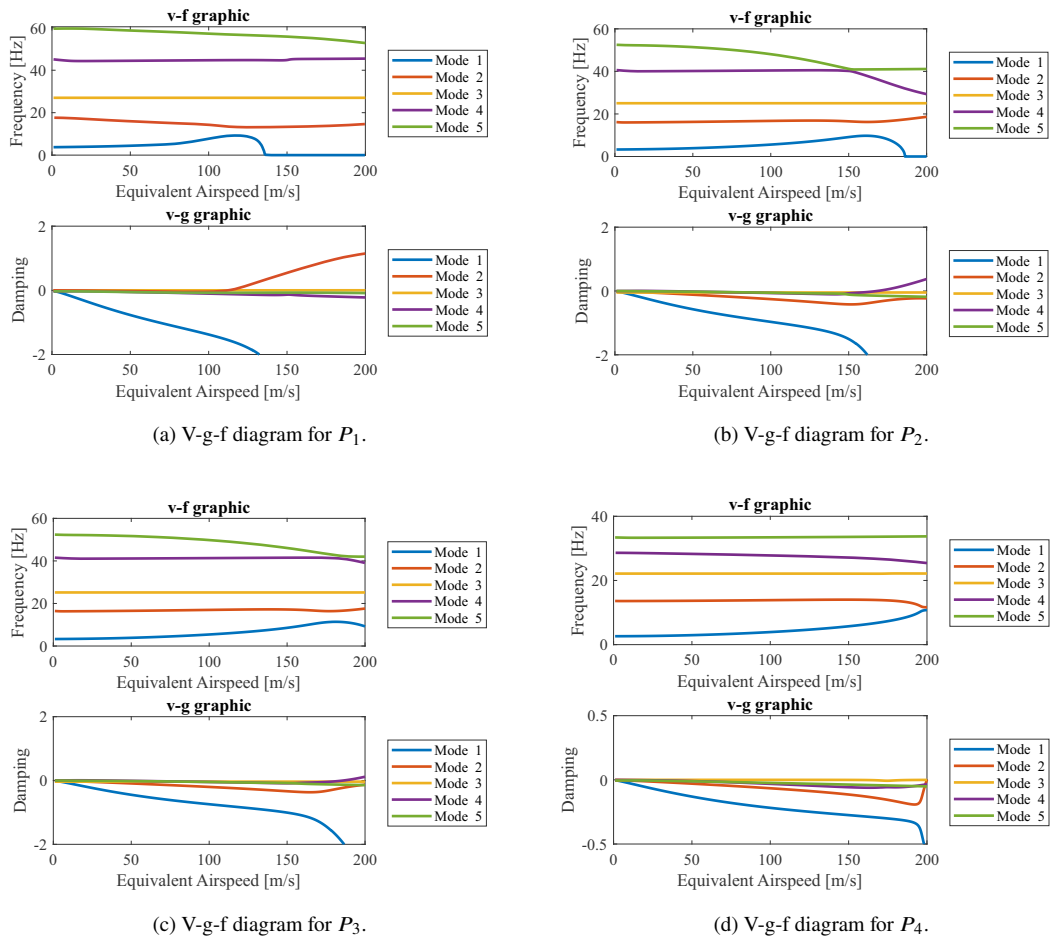 v-f graphic
60
40
20
0
Frequency [Hz]
0 50 100 150 200
Equivalent Airspeed [m/s]
Mode 1
Mode 2
Mode 3
Mode 4
Mode 5
v-g graphic
2
0
-2
Damping
0 50 100 150 200
Equivalent Airspeed [m/s]
Mode 1
Mode 2
Mode 3
Mode 4
Mode 5
(a) V-g-f diagram for P1.
v-f graphic
60
40
20
0
Frequency [Hz]
0 50 100 150 200
Equivalent Airspeed [m/s]
Mode 1
Mode 2
Mode 3
Mode 4
Mode 5
v-g graphic
2
0
-2
Damping
0 50 100 150 200
Equivalent Airspeed [m/s]
Mode 1
Mode 2
Mode 3
Mode 4
Mode 5
(b) V-g-f diagram for P2.
v-f graphic
60
40
20
0
Frequency [Hz]
0 50 100 150 200
Equivalent Airspeed [m/s]
Mode 1
Mode 2
Mode 3
Mode 4
Mode 5
v-g graphic
2
0
-2
Damping
0 50 100 150 200
Equivalent Airspeed [m/s]
Mode 1
Mode 2
Mode 3
Mode 4
Mode 5
(c) V-g-f diagram for P3.
v-f graphic
40
20
0
Frequency [Hz]
0 50 100 150 200
Equivalent Airspeed [m/s]
Mode 1
Mode 2
Mode 3
Mode 4
Mode 5
v-g graphic
0.5
0
-0.5
Damping
0 50 100 150 200
Equivalent Airspeed [m/s]
Mode 1
Mode 2
Mode 3
Mode 4
Mode 5
(d) V-g-f diagram for P4.